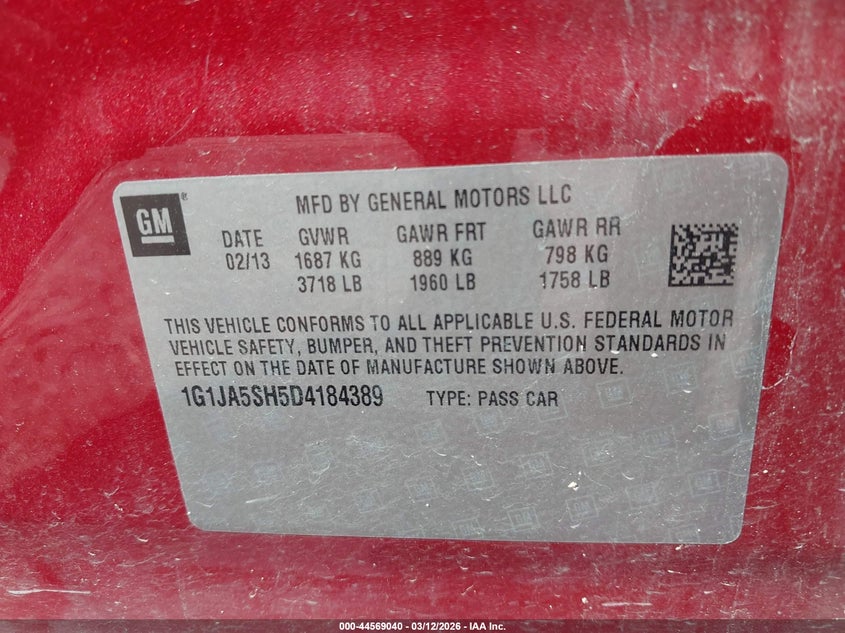 GM®
MFD BY GENERAL MOTORS LLC
DATE GVWR GAWR FRT GAWR RR
02/13 1687 KG 889 KG 798 KG
3718 LB 1960 LB 1758 LB
THIS VEHICLE CONFORMS TO ALL APPLICABLE U.S. FEDERAL MOTOR
VEHICLE SAFETY, BUMPER, AND THEFT PREVENTION STANDARDS IN
EFFECT ON THE DATE OF MANUFACTURE SHOWN ABOVE.
1G1JA5SH5D4184389 TYPE: PASS CAR
000-44569040 - 03/12/2026 - IAA Inc.